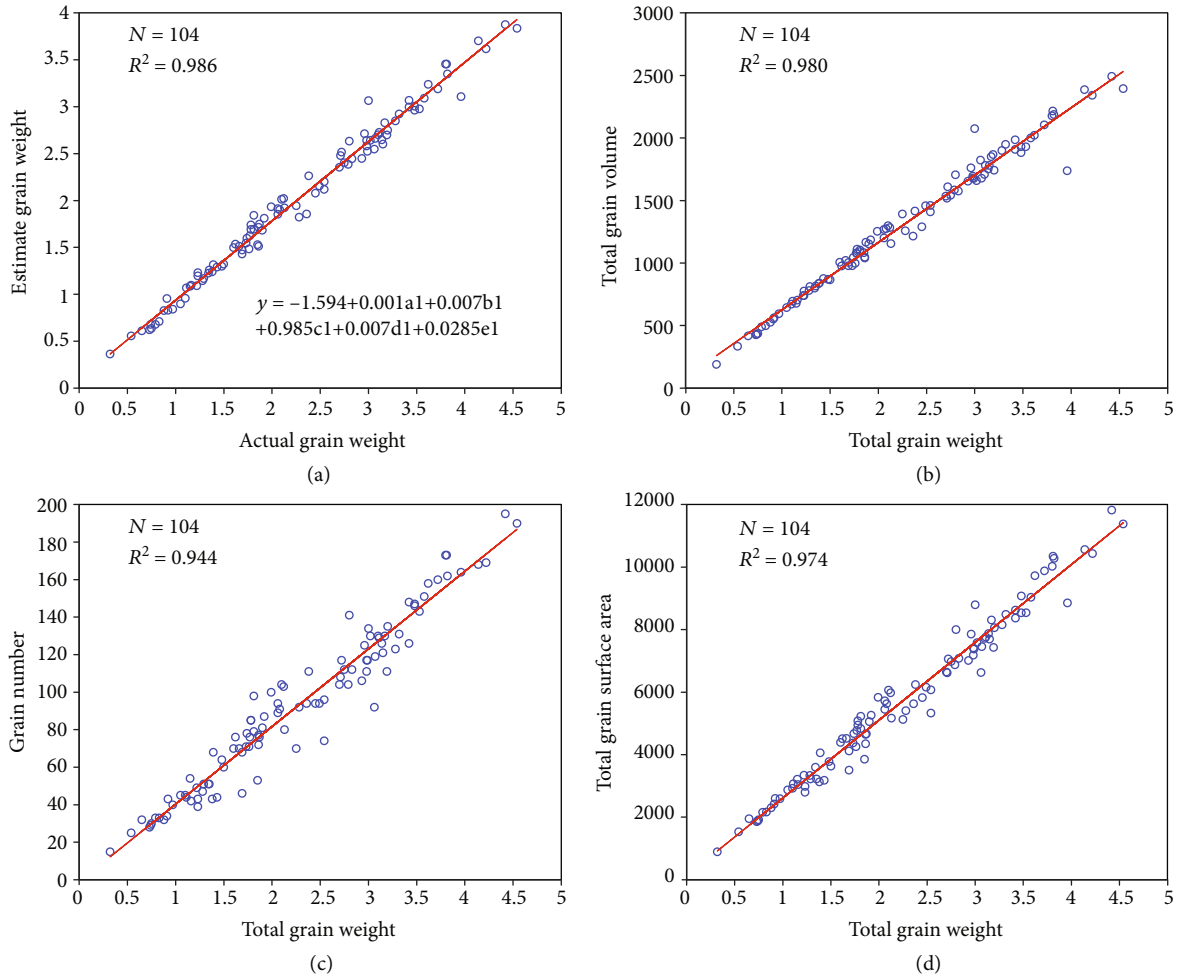 4
3.5
3
2.5
2
1.5
1
0.5
0
Estimate grain weight
N = 104
R² = 0.986
y = –1.594+0.001a1+0.007b1
+0.985c1+0.007d1+0.0285e1
0 0.5 1 1.5 2 2.5 3 3.5 4 4.5 5
Actual grain weight
(a)
3000
2500
2000
1500
1000
500
0
Total grain volume
N = 104
R² = 0.980
0 0.5 1 1.5 2 2.5 3 3.5 4 4.5 5
Total grain weight
(b)
200
180
160
140
120
100
80
60
40
20
0
Grain number
N = 104
R² = 0.944
0 0.5 1 1.5 2 2.5 3 3.5 4 4.5 5
Total grain weight
(c)
12000
10000
8000
6000
4000
2000
0
Total grain surface area
N = 104
R² = 0.974
0 0.5 1 1.5 2 2.5 3 3.5 4 4.5 5
Total grain weight
(d)